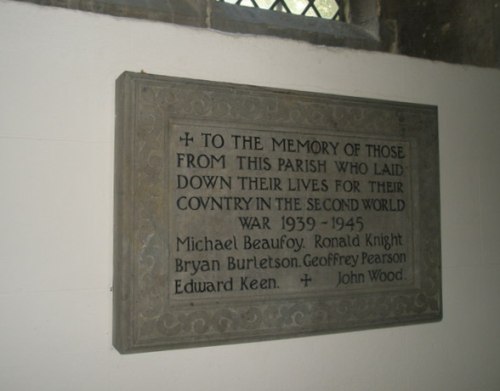 ✢ TO THE MEMORY OF THOSE
FROM THIS PARISH WHO LAID
DOWN THEIR LIVES FOR THEIR
COVNTRY IN THE SECOND WORLD
WAR 1939-1945
Michael Beaufoy. Ronald Knight
Bryan Burletson. Geoffrey Pearson
Edward Keen. ✢ John Wood